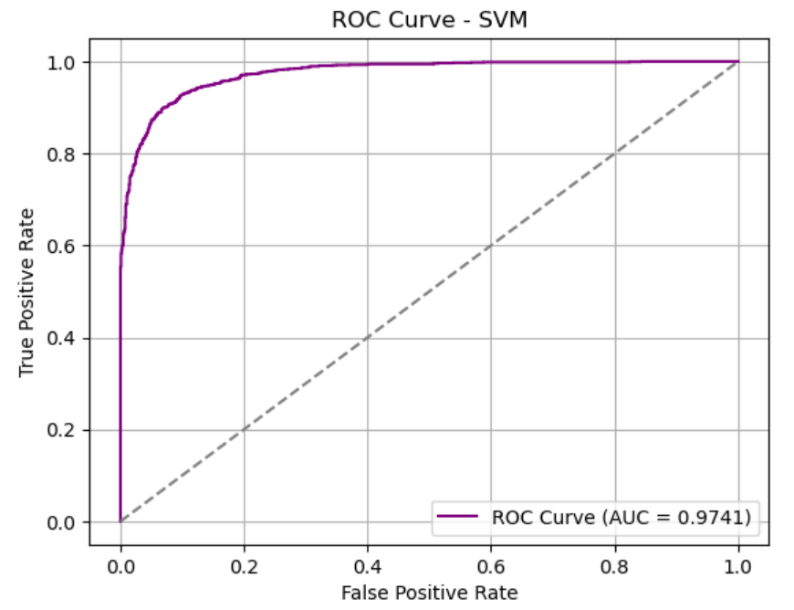 ROC Curve - SVM
True Positive Rate
1.0
0.8
0.6
0.4
0.2
0.0
ROC Curve (AUC = 0.9741)
0.0 0.2 0.4 0.6 0.8 1.0
False Positive Rate